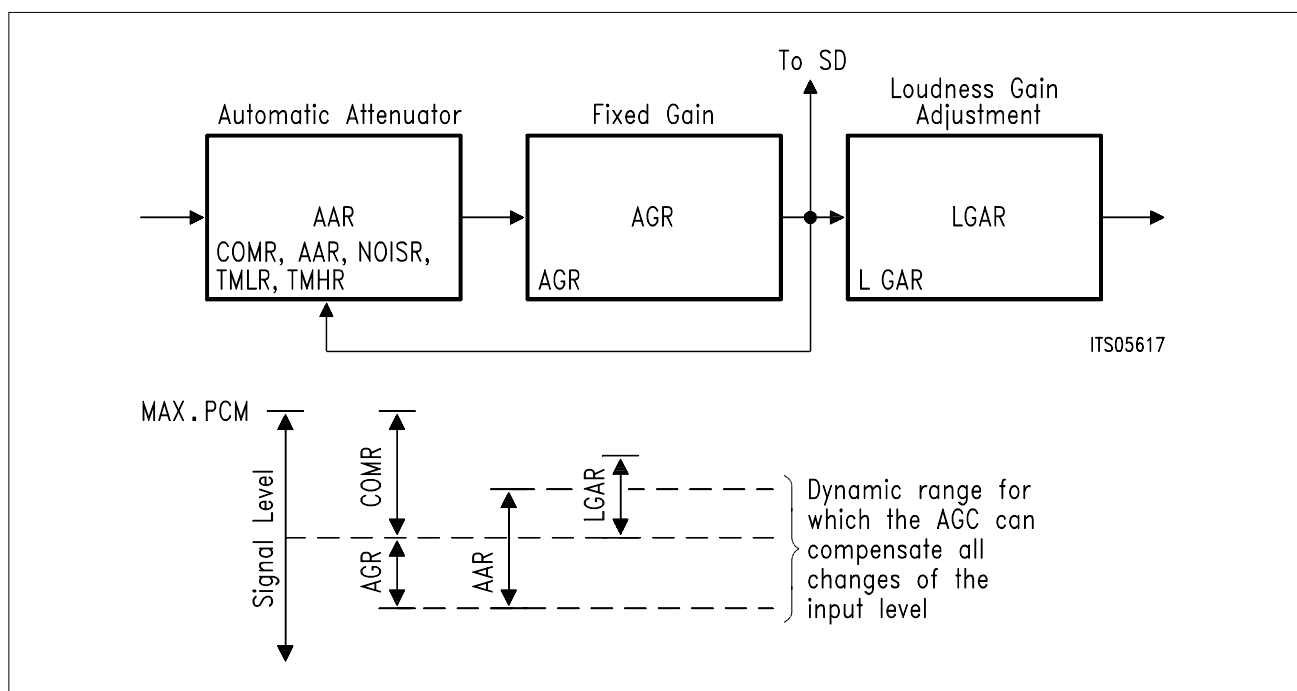 To SD
Automatic Attenuator
Fixed Gain
Loudness Gain
Adjustment
AAR
COMR, AAR, NOISR,
TMLR, TMHR
AGR
AGR
LGAR
L GAR
ITS05617
MAX.PCM
Signal Level
COMR
AGR
AAR
LGAR
Dynamic range for
which the AGC can
compensate all
changes of the
input level